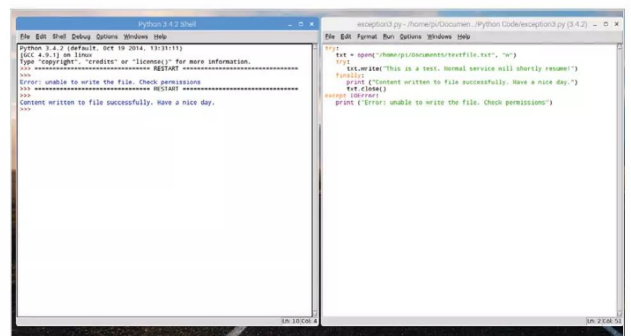 Python 3.4.2 Shell
File Edit Shell Debug Options Windows Help
Python 3.4.2 (default, Oct 19 2014, 13:31:11)
[GCC 4.9.1] on linux
Type "copyright", "credits" or "license()" for more information.
>>> ================================ RESTART ================================
>>>
Error: unable to write the file. Check permissions
>>> ================================ RESTART ================================
>>>
Content written to file successfully. Have a nice day.
>>>
Ln: 10 Col: 4
exception3.py - /home/pi/Documen.../Python Code/exception3.py (3.4.2)
File Edit Format Run Options Windows Help
try:
txt = open("/home/pi/Documents/textfile.txt", "w")
try:
txt.write("This is a test. Normal service will shortly resume!")
finally:
print ("Content written to file successfully. Have a nice day.")
txt.close()
except IOError:
print ("Error: unable to write the file. Check permissions")
Ln: 2 Col: 51